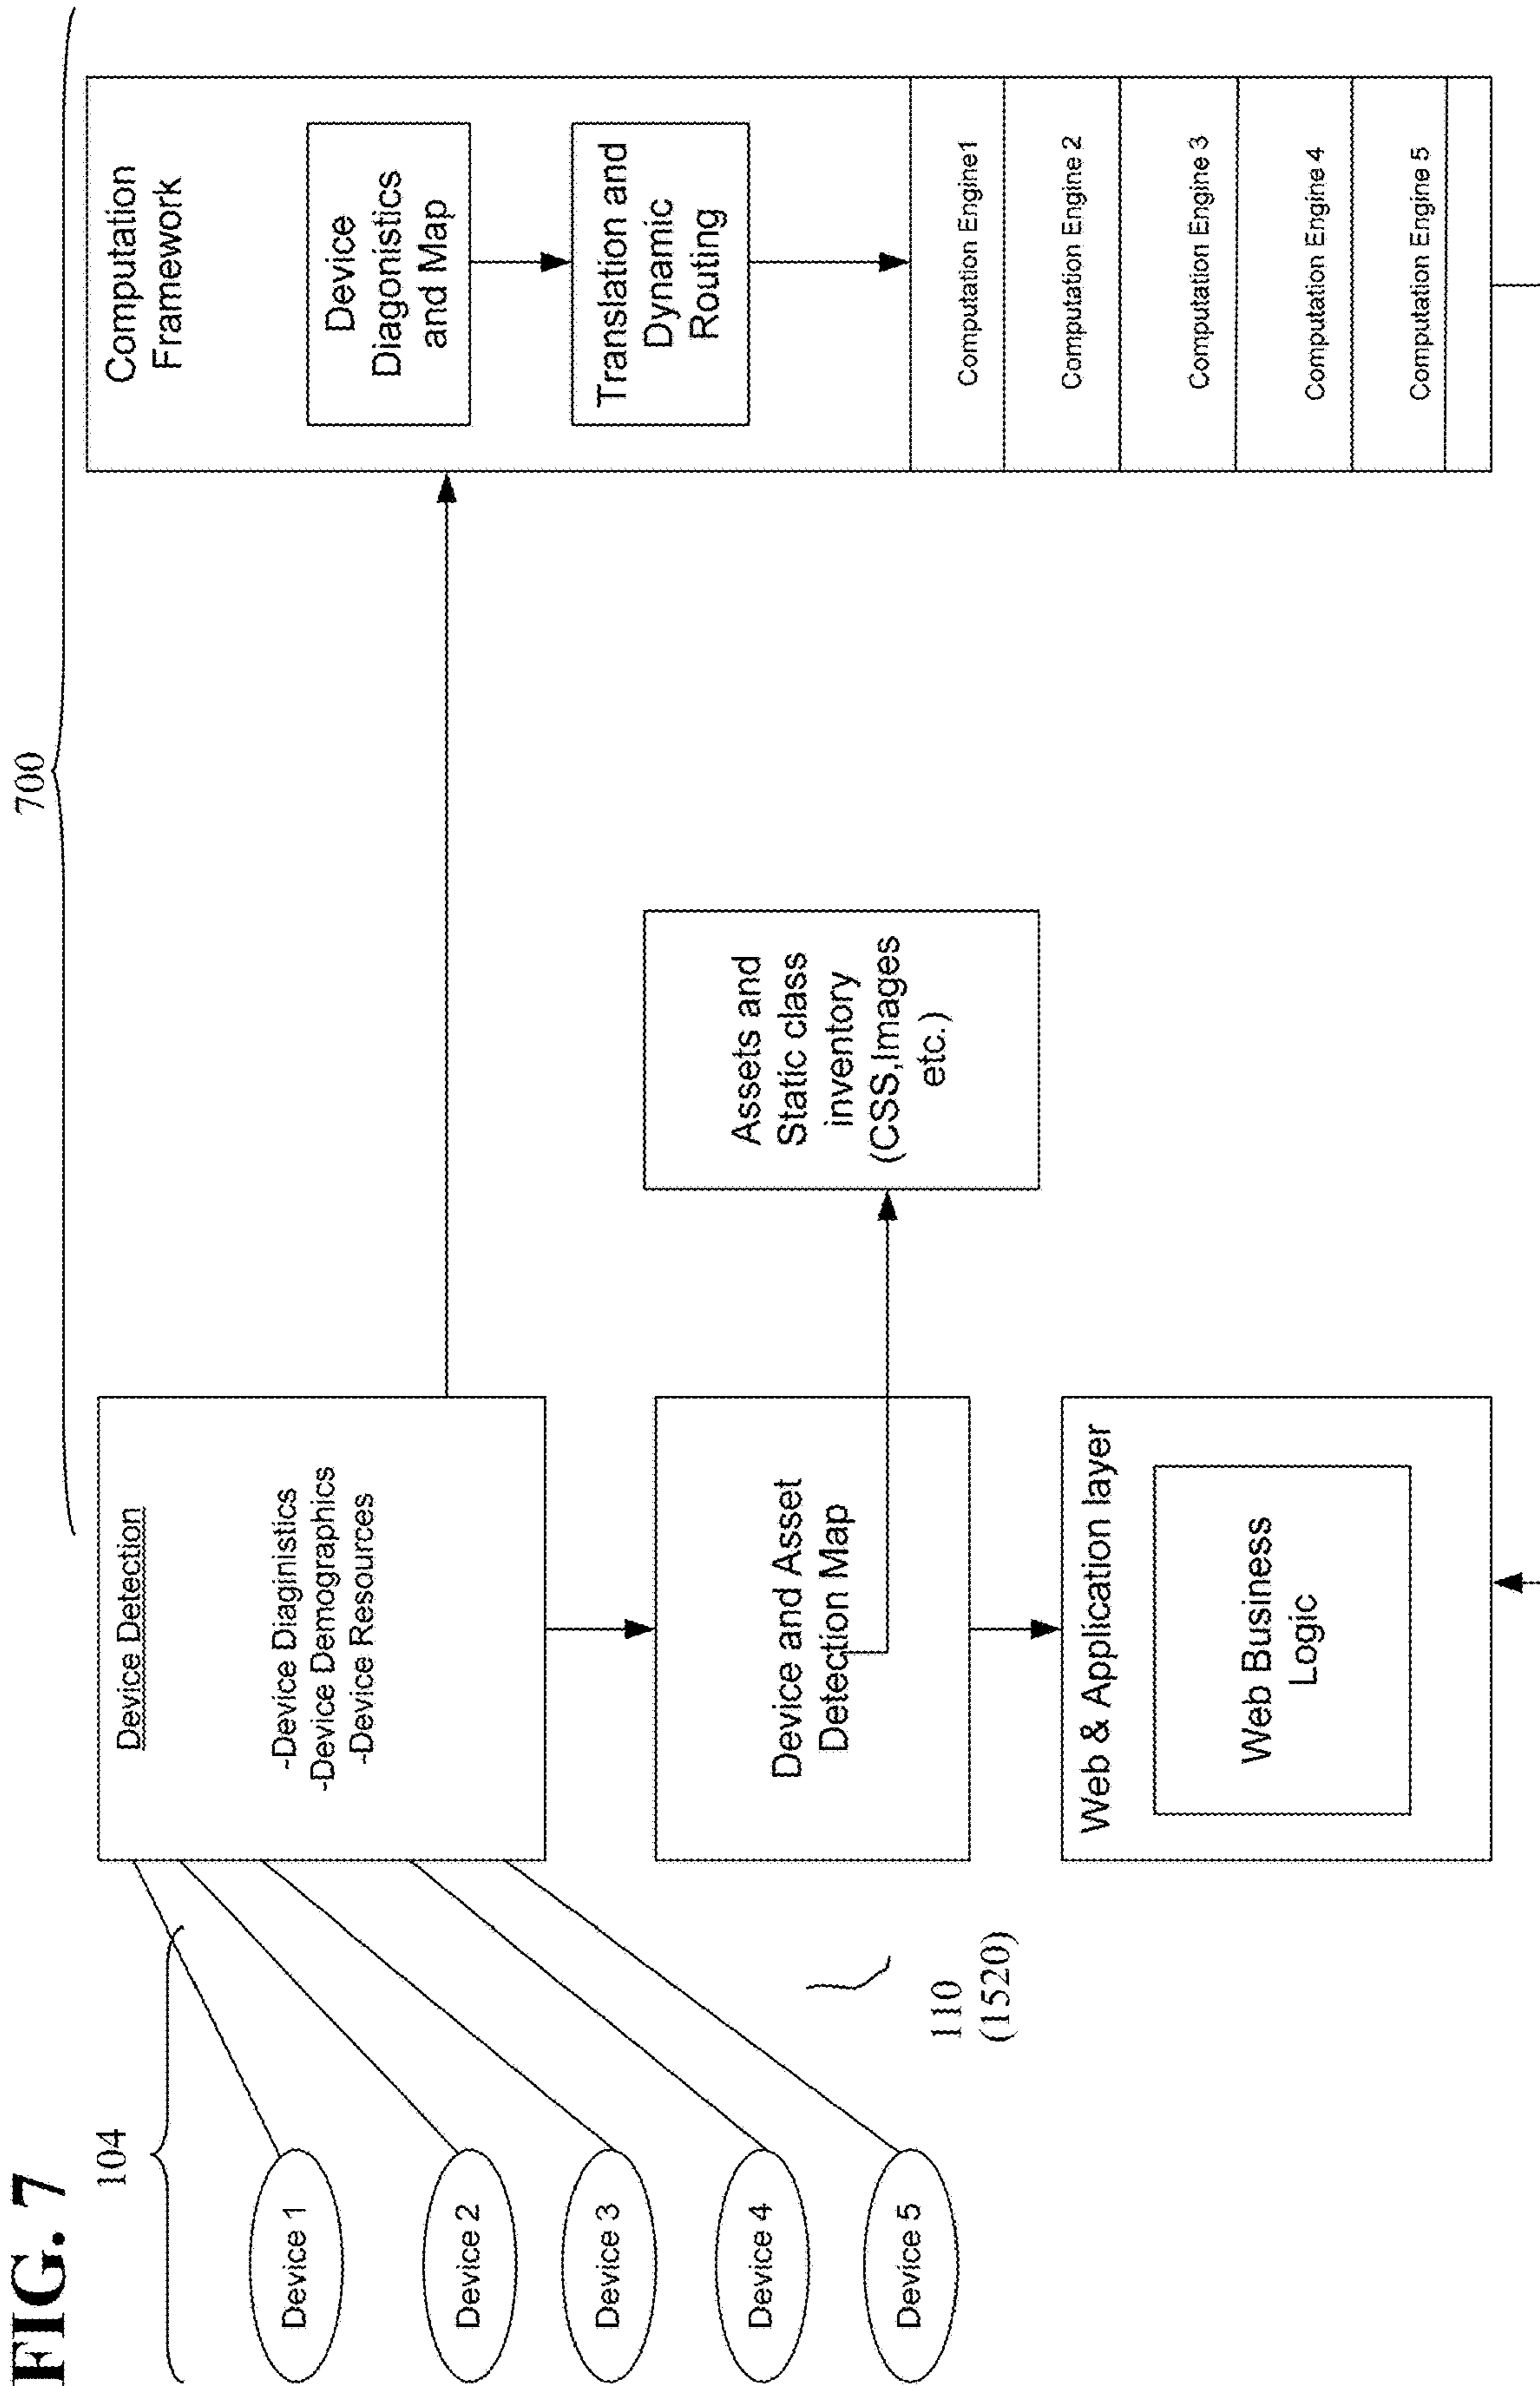 FIG. 7
700
104
Device 1
Device 2
Device 3
Device 4
Device 5
110
(1520)
Device Detection
-Device Diaginistics
-Device Demographics
-Device Resources
Device and Asset
Detection Map
Web & Application layer
Web Business
Logic
Assets and
Static class
inventory
(CSS,Images
etc.)
Computation
Framework
Device
Diagonistics
and Map
Translation and
Dynamic
Routing
Computation Engine1
Computation Engine 2
Computation Engine 3
Computation Engine 4
Computation Engine 5